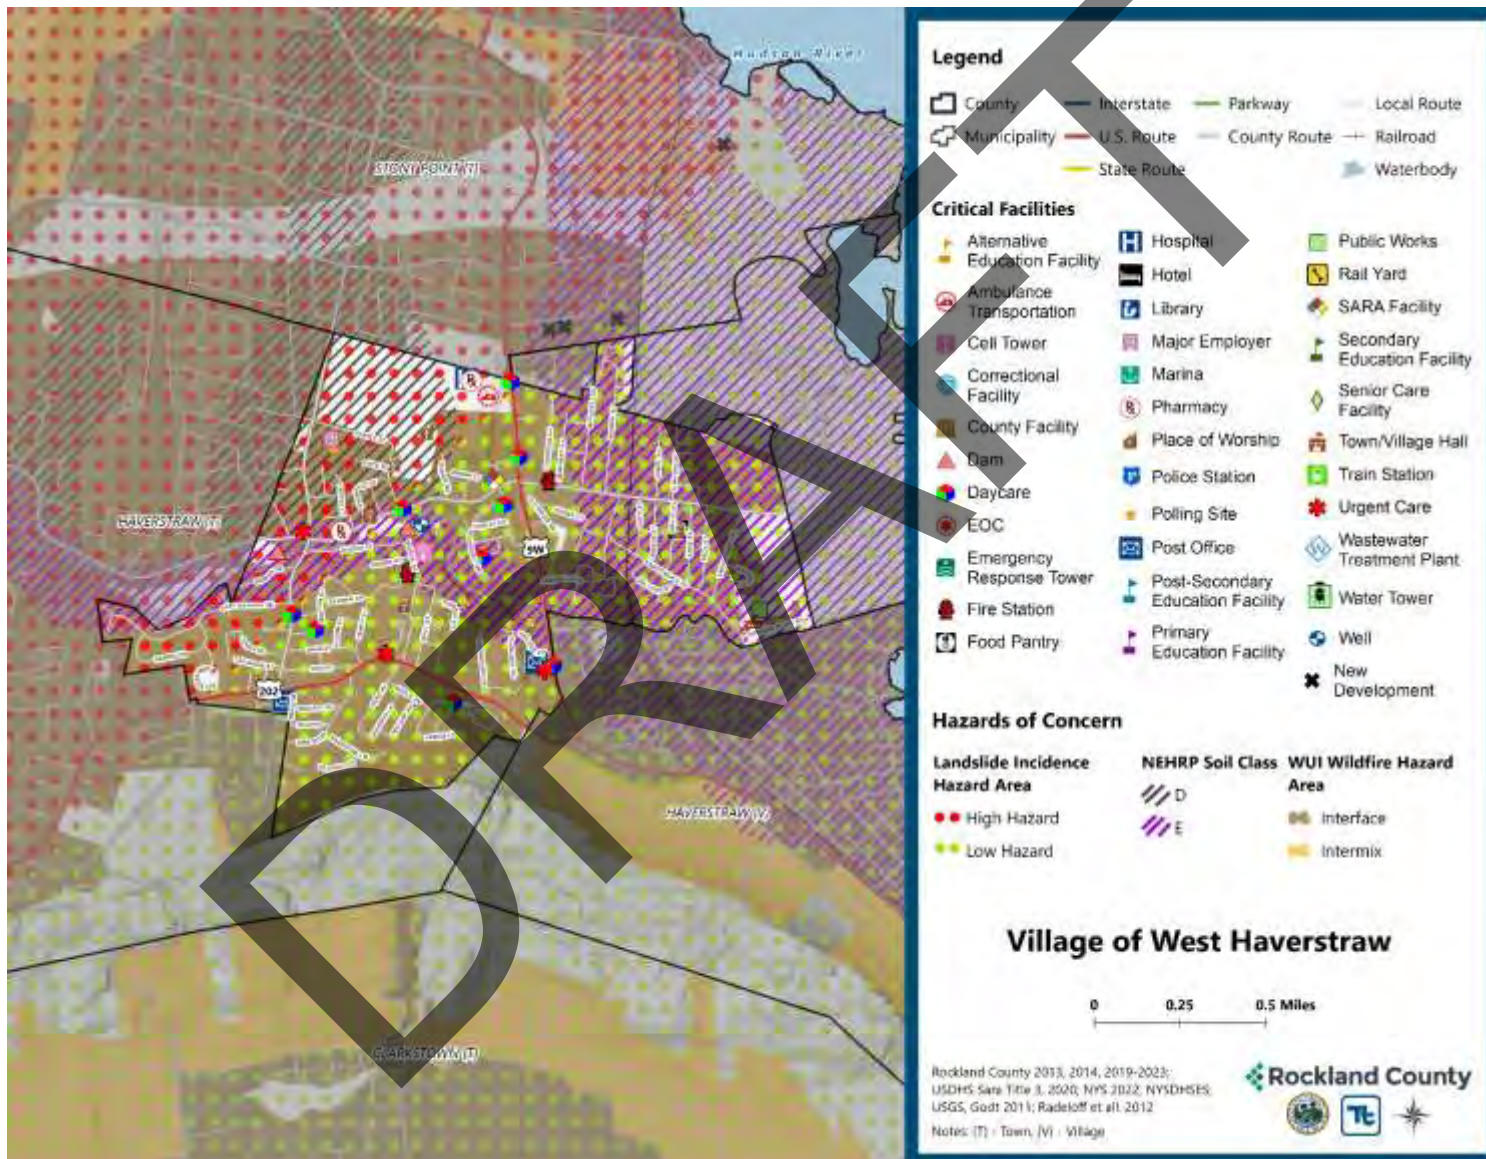 Hudson River
STONY POINT (T)
HAVERSTRAW (T)
9W
202
HAVERSTRAW (V)
CLARKSTOWN (T)
DRAFT
Legend
County
Interstate
Parkway
Local Route
Municipality
U.S. Route
County Route
Railroad
State Route
Waterbody
Critical Facilities
Alternative
Education Facility
Ambulance
Transportation
Cell Tower
Correctional
Facility
County Facility
Dam
Daycare
EOC
Emergency
Response Tower
Fire Station
Food Pantry
Hospital
Hotel
Library
Major Employer
Marina
Pharmacy
Place of Worship
Police Station
Polling Site
Post Office
Post-Secondary
Education Facility
Primary
Education Facility
Public Works
Rail Yard
SARA Facility
Secondary
Education Facility
Senior Care
Facility
Town/Village Hall
Train Station
Urgent Care
Wastewater
Treatment Plant
Water Tower
Well
New
Development
Hazards of Concern
Landslide Incidence
Hazard Area
High Hazard
Low Hazard
NEHRP Soil Class
D
E
WUI Wildfire Hazard
Area
Interface
Intermix
Village of West Haverstraw
0 0.25 0.5 Miles
Rockland County 2013, 2014, 2019-2023;
USDHS Sara Title 3, 2020; NYS 2022, NYSDHSES;
USGS, Godt 2011; Radeloff et all. 2012
Notes: (T) - Town, (V) - Village
Rockland County
Tt